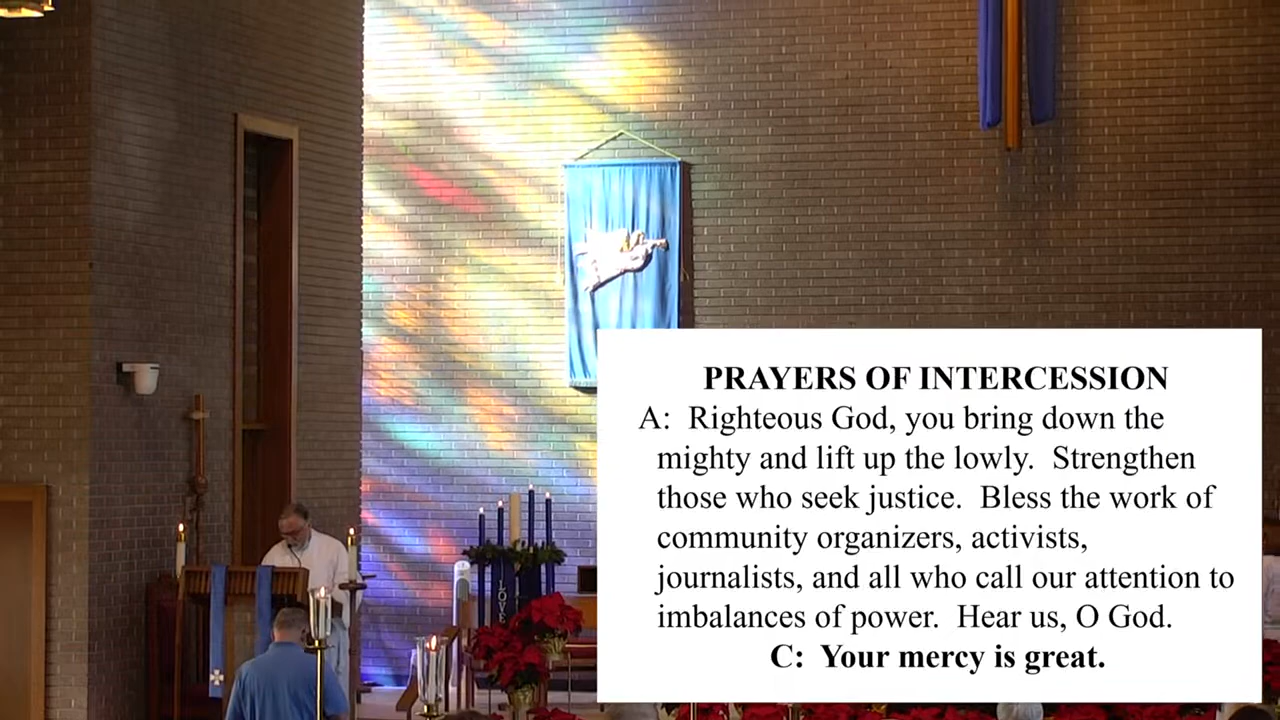 PRAYERS OF INTERCESSION
A: Righteous God, you bring down the
mighty and lift up the lowly. Strengthen
those who seek justice. Bless the work of
community organizers, activists,
journalists, and all who call our attention to
imbalances of power. Hear us, O God.
C: Your mercy is great.
LOVE